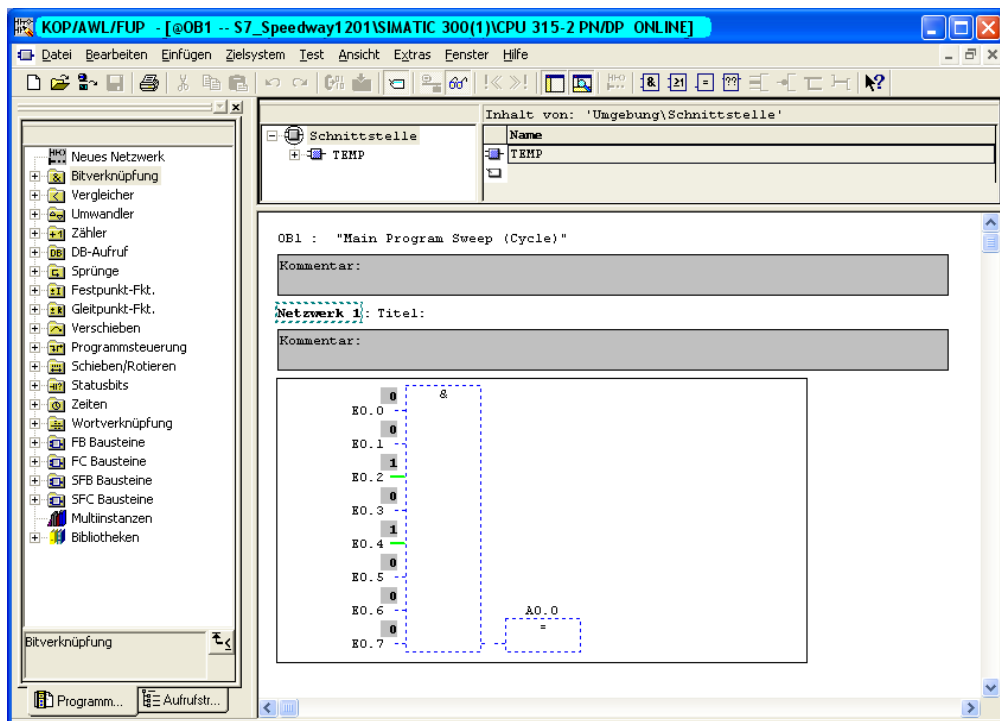 KOP/AWL/FUP - [@OB1 -- S7_Speedway1201\SIMATIC 300(1)\CPU 315-2 PN/DP ONLINE]
Datei Bearbeiten Einfügen Zielsystem Test Ansicht Extras Fenster Hilfe
Neues Netzwerk
Bitverknüpfung
Vergleicher
Umwandler
Zähler
DB-Aufruf
Sprünge
Festpunkt-Fkt.
Gleitpunkt-Fkt.
Verschieben
Programmsteuerung
Schieben/Rotieren
Statusbits
Zeiten
Wortverknüpfung
FB Bausteine
FC Bausteine
SFB Bausteine
SFC Bausteine
Multiinstanzen
Bibliotheken
Bitverknüpfung
Programm... Aufrufstr...
Schnittstelle
TEMP
Inhalt von: 'Umgebung\Schnittstelle'
Name
TEMP
OB1 : "Main Program Sweep (Cycle)"
Kommentar:
Netzwerk 1: Titel:
Kommentar:
0 &
E0.0
0
E0.1
1
E0.2
0
E0.3
1
E0.4
0
E0.5
0
E0.6 A0.0
0 =
E0.7